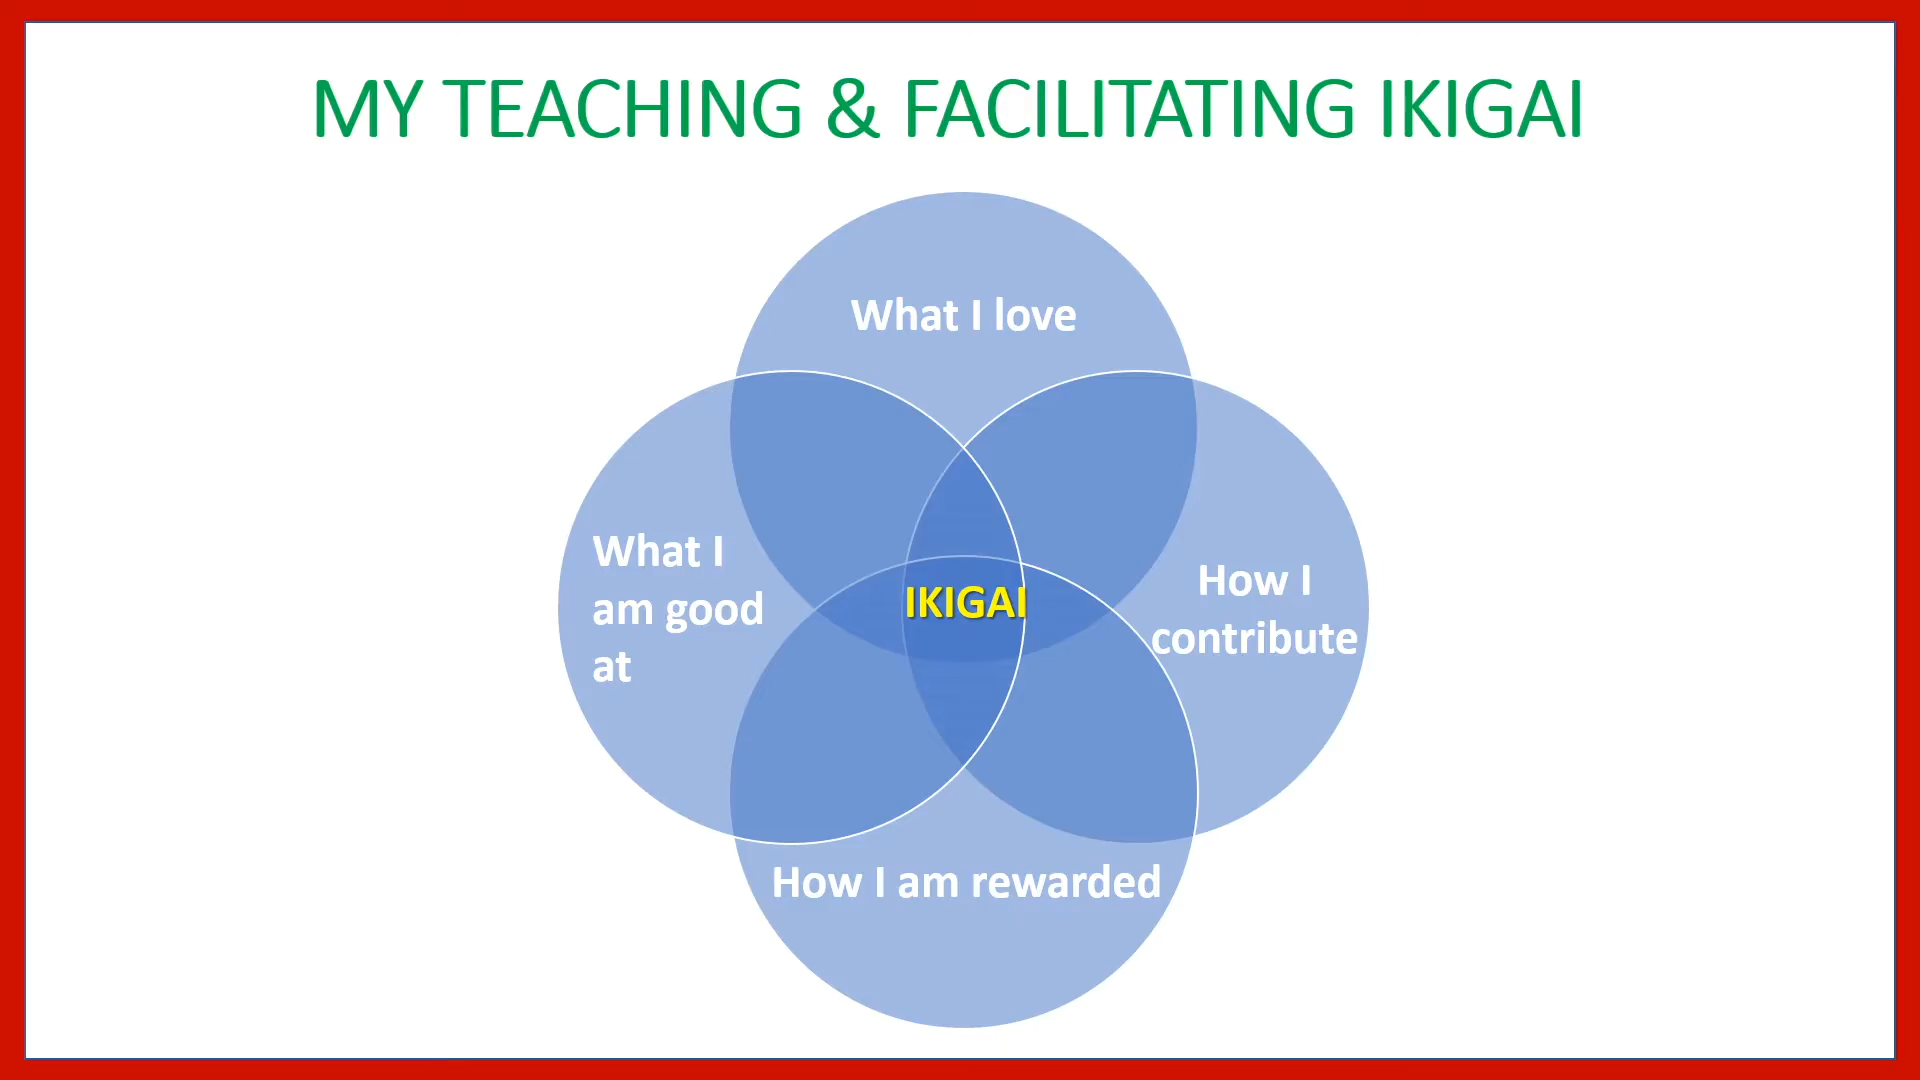 MY TEACHING & FACILITATING IKIGAI
What I love
What I
am good
at
IKIGAI
How I
contribute
How I am rewarded